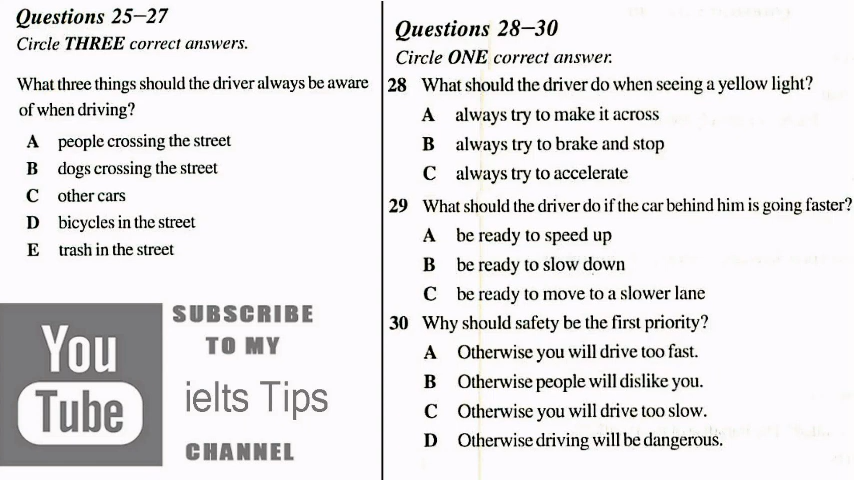 Questions 25–27
Circle THREE correct answers.
What three things should the driver always be aware
of when driving?
A people crossing the street
B dogs crossing the street
C other cars
D bicycles in the street
E trash in the street
You
Tube
SUBSCRIBE
TO MY
ielts Tips
CHANNEL
Questions 28–30
Circle ONE correct answer.
28 What should the driver do when seeing a yellow light?
A always try to make it across
B always try to brake and stop
C always try to accelerate
29 What should the driver do if the car behind him is going faster?
A be ready to speed up
B be ready to slow down
C be ready to move to a slower lane
30 Why should safety be the first priority?
A Otherwise you will drive too fast.
B Otherwise people will dislike you.
C Otherwise you will drive too slow.
D Otherwise driving will be dangerous.